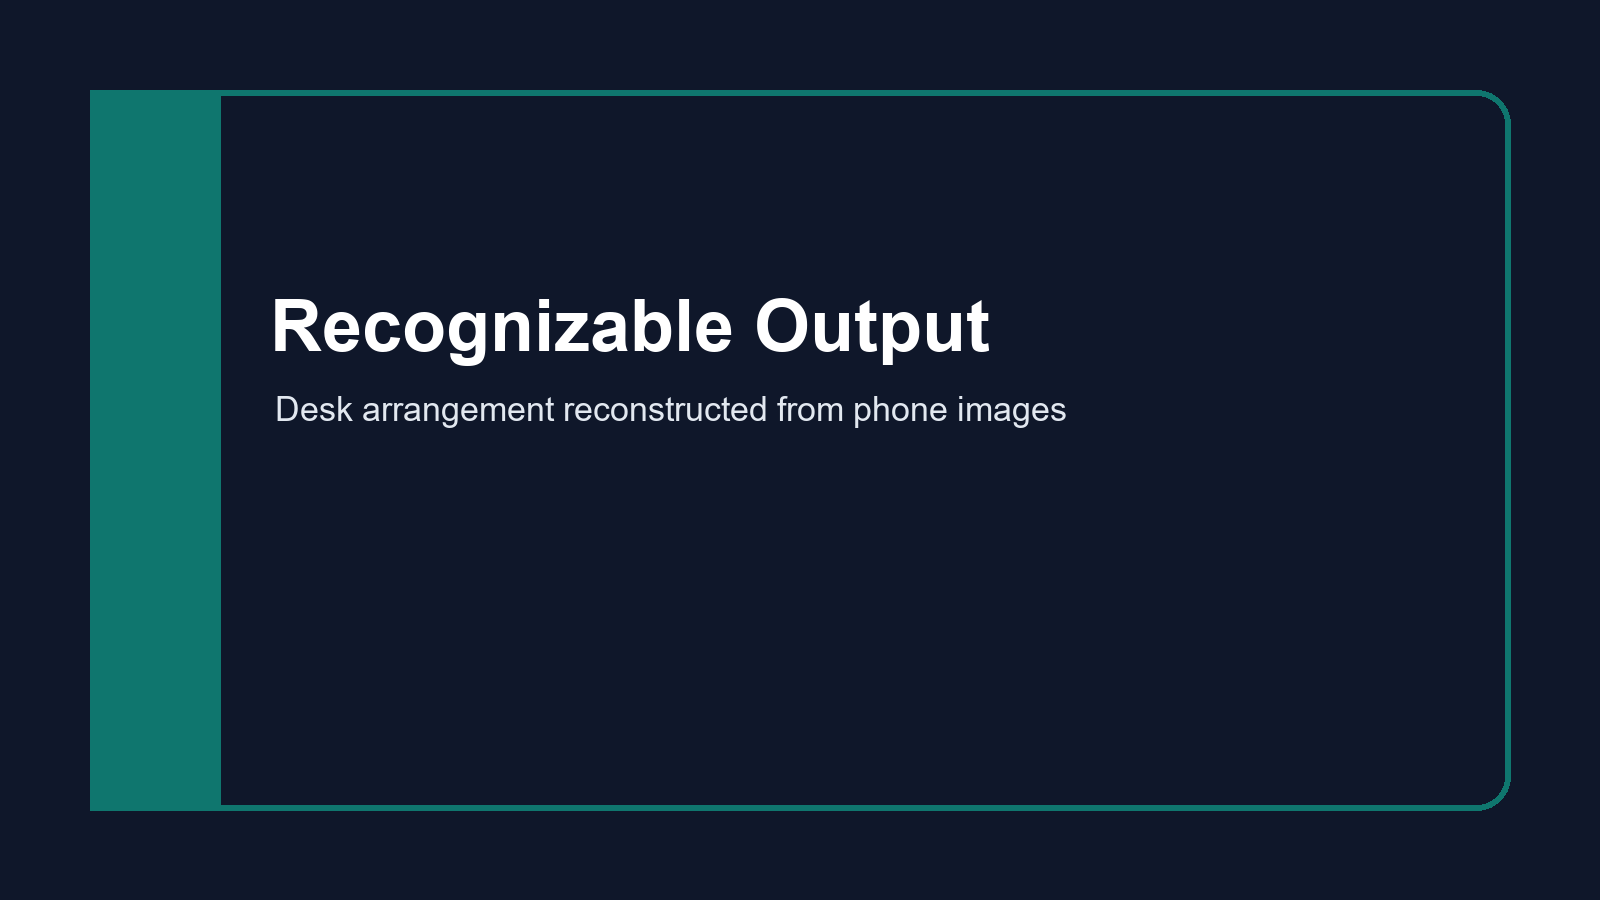 Recognizable Output
Desk arrangement reconstructed from phone images